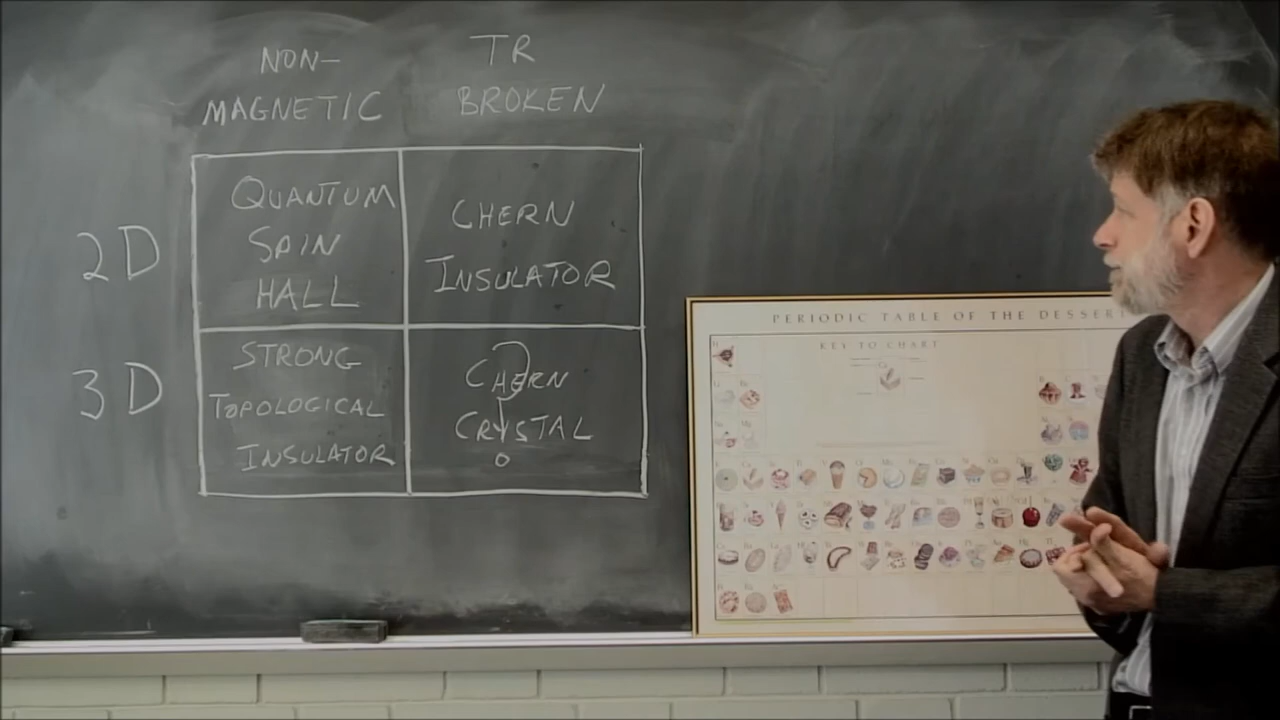 NON-
MAGNETIC
TR
BROKEN
2D
QUANTUM
SPIN
HALL
CHERN
INSULATOR
3D
STRONG
TOPOLOGICAL
INSULATOR
CHERN
CRYSTAL
?
PERIODIC TABLE OF THE DESSERT
KEY TO CHART